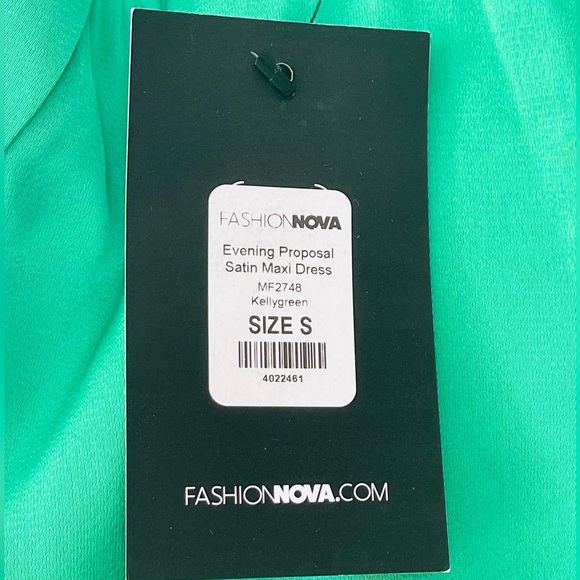 FASHIONNOVA
Evening Proposal
Satin Maxi Dress
MF2748
Kellygreen
SIZE S
4022461
FASHIONNOVA.COM